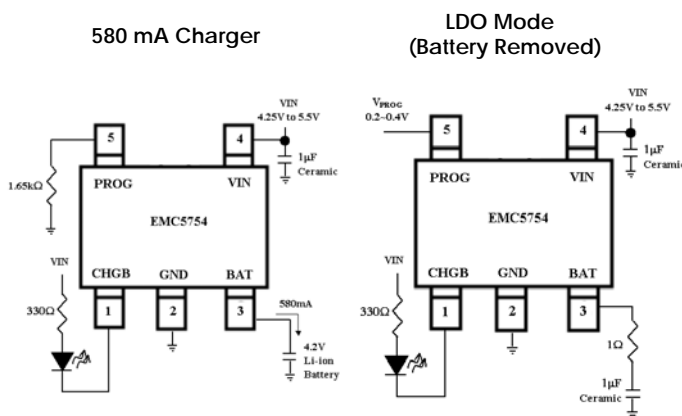 580 mA Charger
LDO Mode
(Battery Removed)
VIN
4.25V to 5.5V
5
4
1µF
Ceramic
1.65kΩ
PROG
VIN
EMC5754
VIN
CHGB
GND
BAT
330Ω
1
2
3
580mA
4.2V
Li-ion
Battery
VPROG
0.2~0.4V
VIN
4.25V to 5.5V
5
4
1µF
Ceramic
PROG
VIN
EMC5754
VIN
CHGB
GND
BAT
330Ω
1
2
3
1Ω
1µF
Ceramic